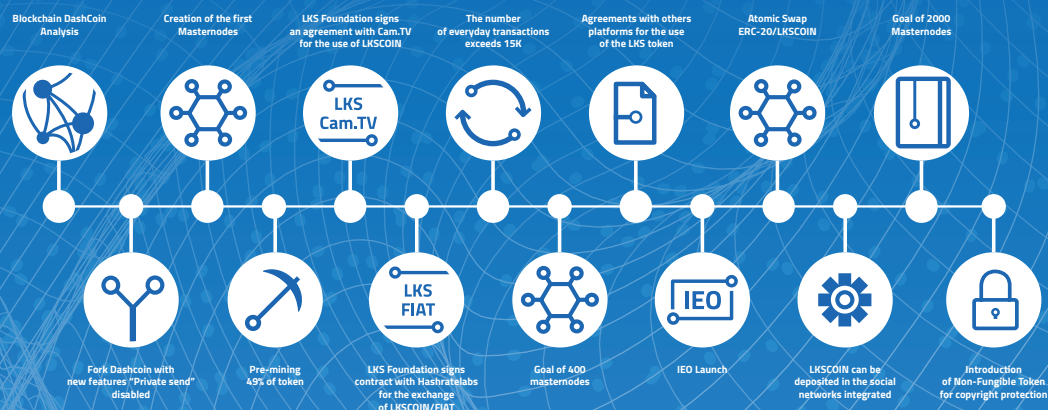 Blockchain DashCoin
Analysis
Creation of the first
Masternodes
LKS Foundation signs
an agreement with Cam.TV
for the use of LKSCOIN
The number
of everyday transactions
exceeds 15K
Agreements with others
platforms for the use
of the LKS token
Atomic Swap
ERC-20/LKSCOIN
Goal of 2000
Masternodes
LKS
Cam.TV
LKS
FIAT
IEO
Fork Dashcoin with
new features "Private send"
disabled
Pre-mining
49% of token
LKS Foundation signs
contract with Hashratelabs
for the exchange
of LKSCOIN/FIAT
Goal of 400
masternodes
IEO Launch
LKSCOIN can be
deposited in the social
networks integrated
Introduction
of Non-Fungible Token
for copyright protection